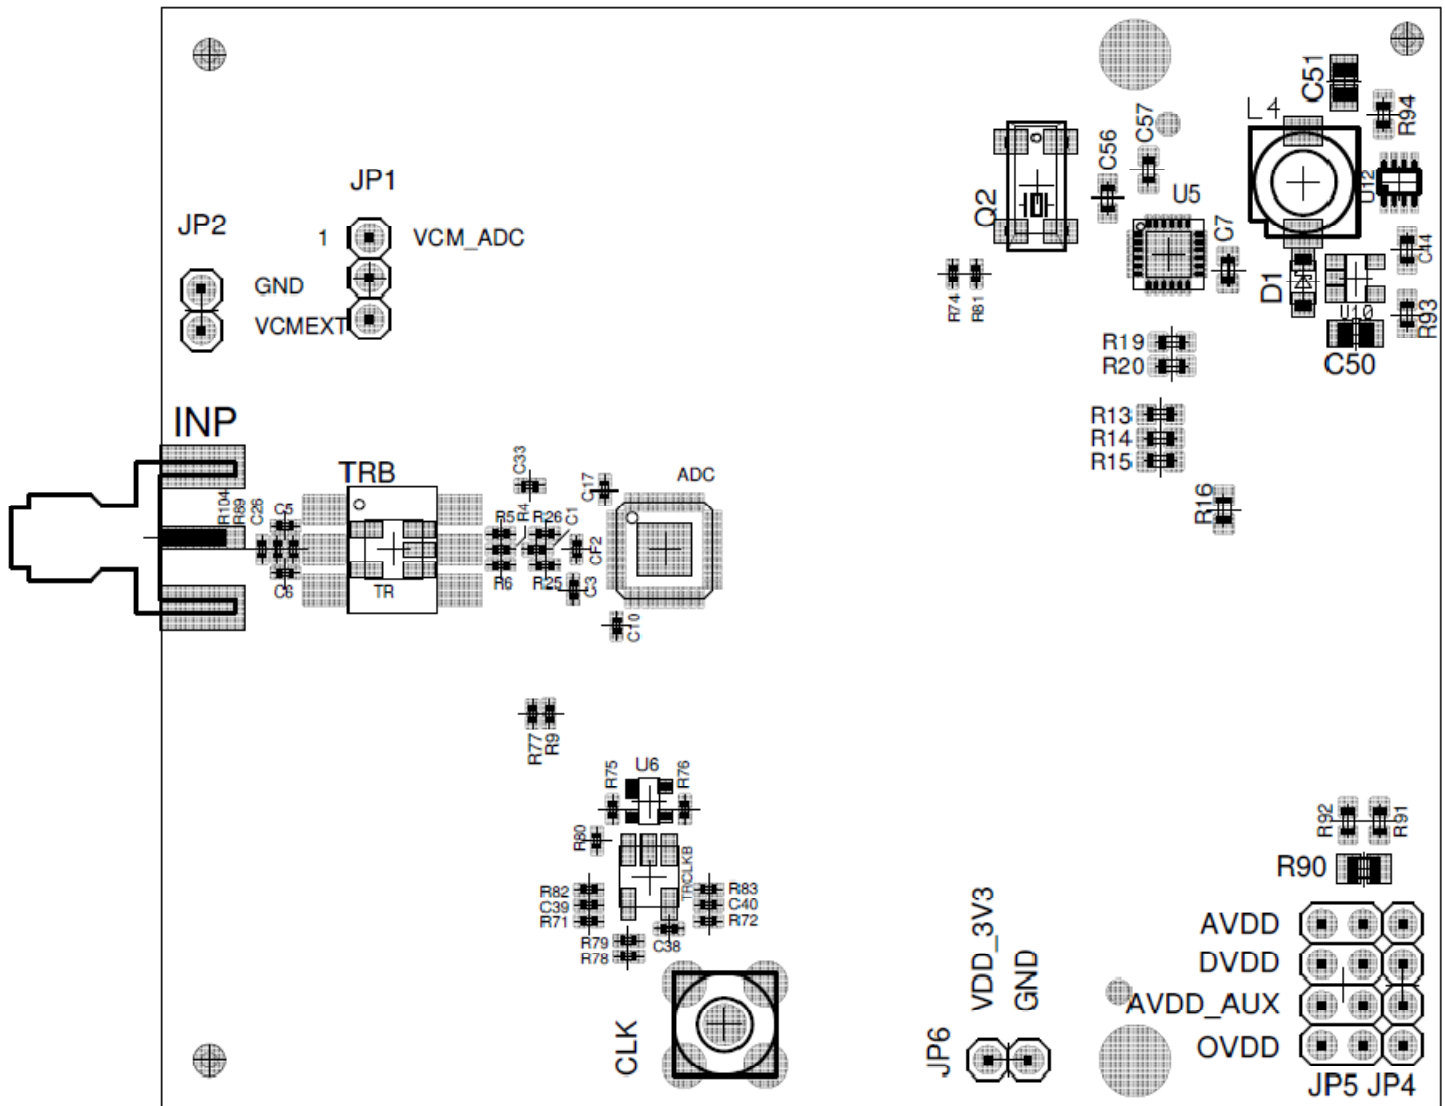 C51
L4
R94
C57
C56
JP1
U12
Q2
U5
JP2
1
VCM_ADC
C7
C44
GND
D1
R74
R81
VCMEXT
U10
R93
R19
R20
C50
INP
R13
R14
R15
TRB
C33
C17
ADC
R104
R89
C26
C5
R5
R4
R26
C1
R16
CF2
C6
TR
R6
R25
C3
C10
R77
R9
R75
U6
R76
R80
R92
R91
TRCLKB
R90
R82
R83
C39
C40
R71
R72
AVDD
R79
C38
R78
VDD_3V3
GND
DVDD
AVDD_AUX
CLK
JP6
OVDD
JP5 JP4